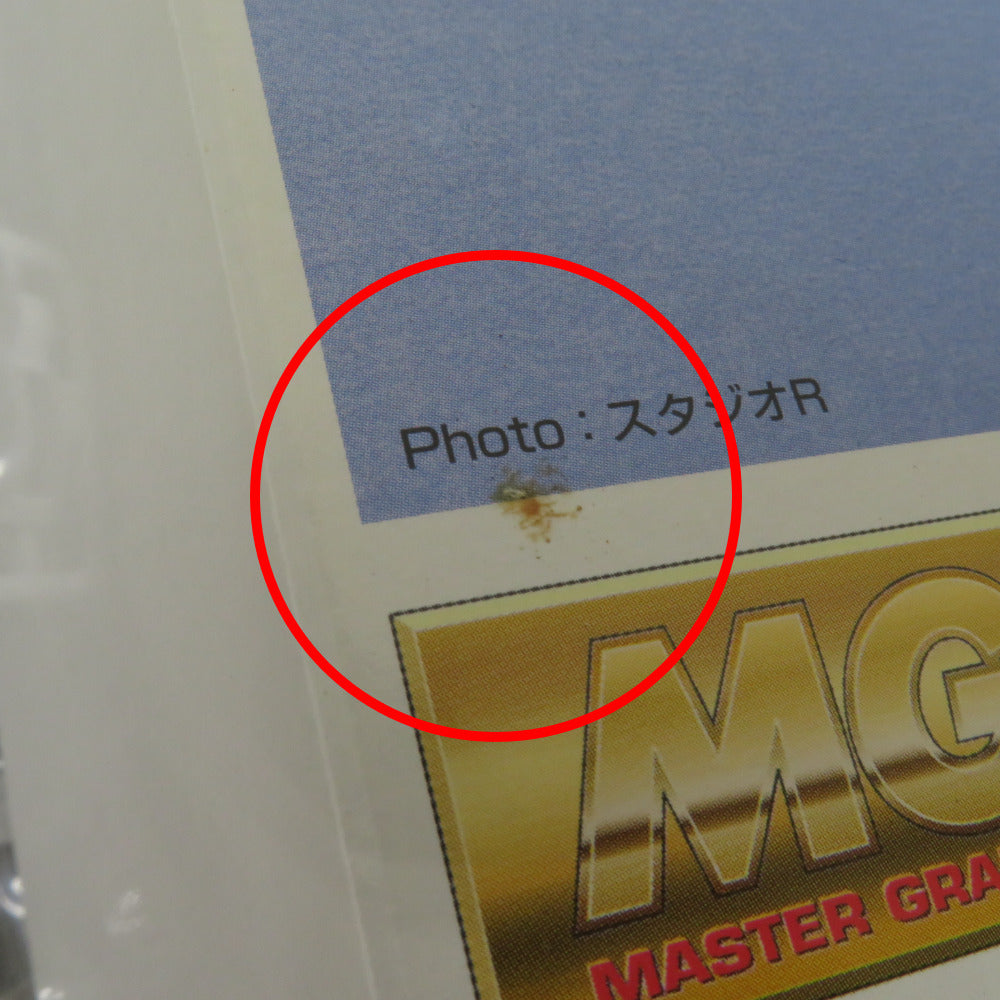 Photo：スタジオR
MG
MASTER GRA